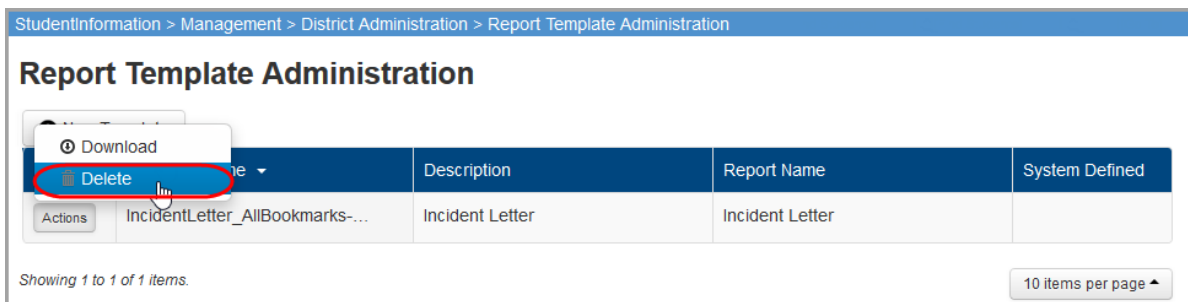 StudentInformation > Management > District Administration > Report Template Administration
Report Template Administration
Download
Delete
Description Report Name System Defined
Actions IncidentLetter_AllBookmarks-... Incident Letter Incident Letter
Showing 1 to 1 of 1 items.
10 items per page